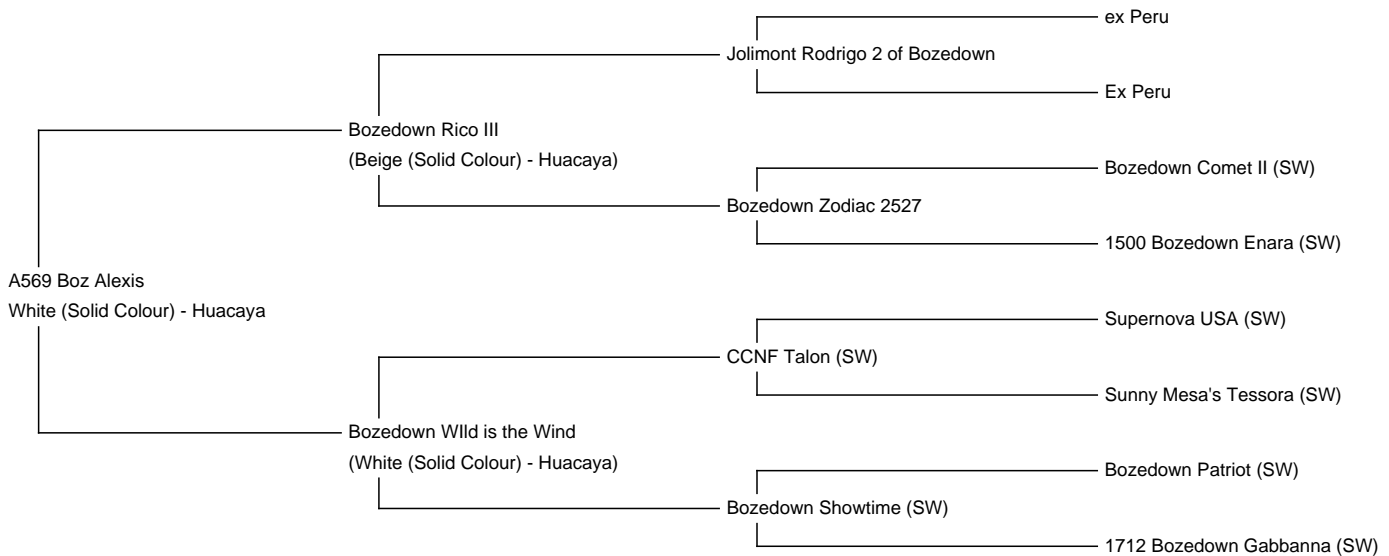 ex Peru
Jolimont Rodrigo 2 of Bozedown
Ex Peru
Bozedown Rico III
(Beige (Solid Colour) - Huacaya)
Bozedown Comet II (SW)
Bozedown Zodiac 2527
1500 Bozedown Enara (SW)
A569 Boz Alexis
White (Solid Colour) - Huacaya
Supernova USA (SW)
CCNF Talon (SW)
Sunny Mesa's Tessora (SW)
Bozedown WIld is the Wind
(White (Solid Colour) - Huacaya)
Bozedown Patriot (SW)
Bozedown Showtime (SW)
1712 Bozedown Gabbanna (SW)